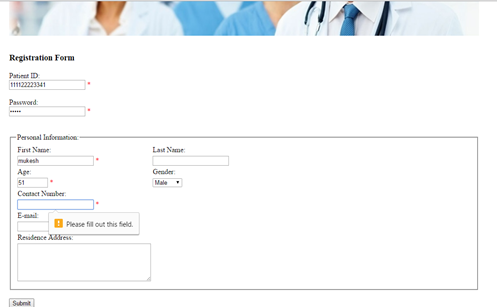 Registration Form
Patient ID:
111122223341 *
Password:
••••• *
Personal Information
First Name: Last Name:
mukesh *
Age: Gender:
51 * Male
Contact Number:
*
E-mail:
Please fill out this field.
Residence Address:
Submit